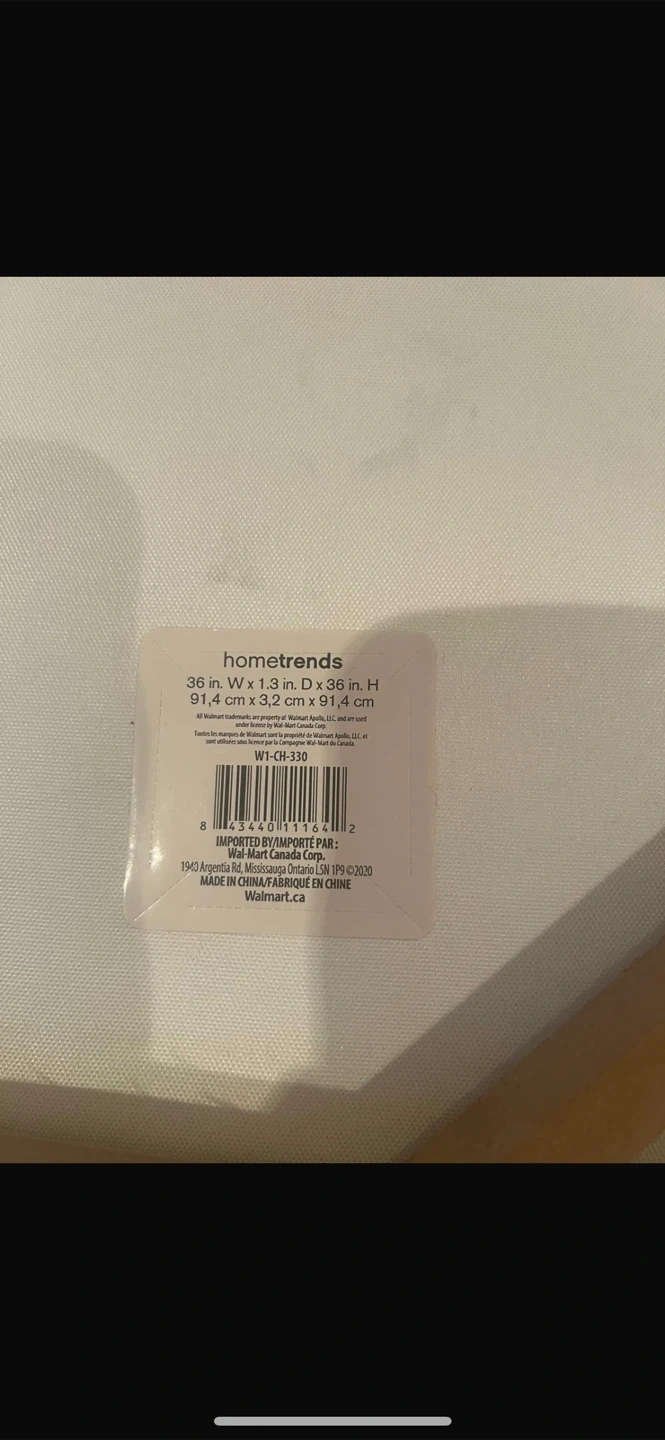 hometrends
36 in. W x 1.3 in. D x 36 in. H
91,4 cm x 3,2 cm x 91,4 cm
All Walmart trademarks are property of Walmart Apollo, LLC, and are used
under license by Wal-Mart Canada Corp.
Toutes les marques de Walmart sont la propriété de Walmart Apollo, LLC. et
sont utilisées sous licence par la Compagnie Wal-Mart du Canada.
W1-CH-330
8 43440 11164 2
IMPORTED BY/IMPORTÉ PAR :
Wal-Mart Canada Corp.
1940 Argentia Rd, Mississauga Ontario L5N 1P9 ©2020
MADE IN CHINA/FABRIQUÉ EN CHINE
Walmart.ca